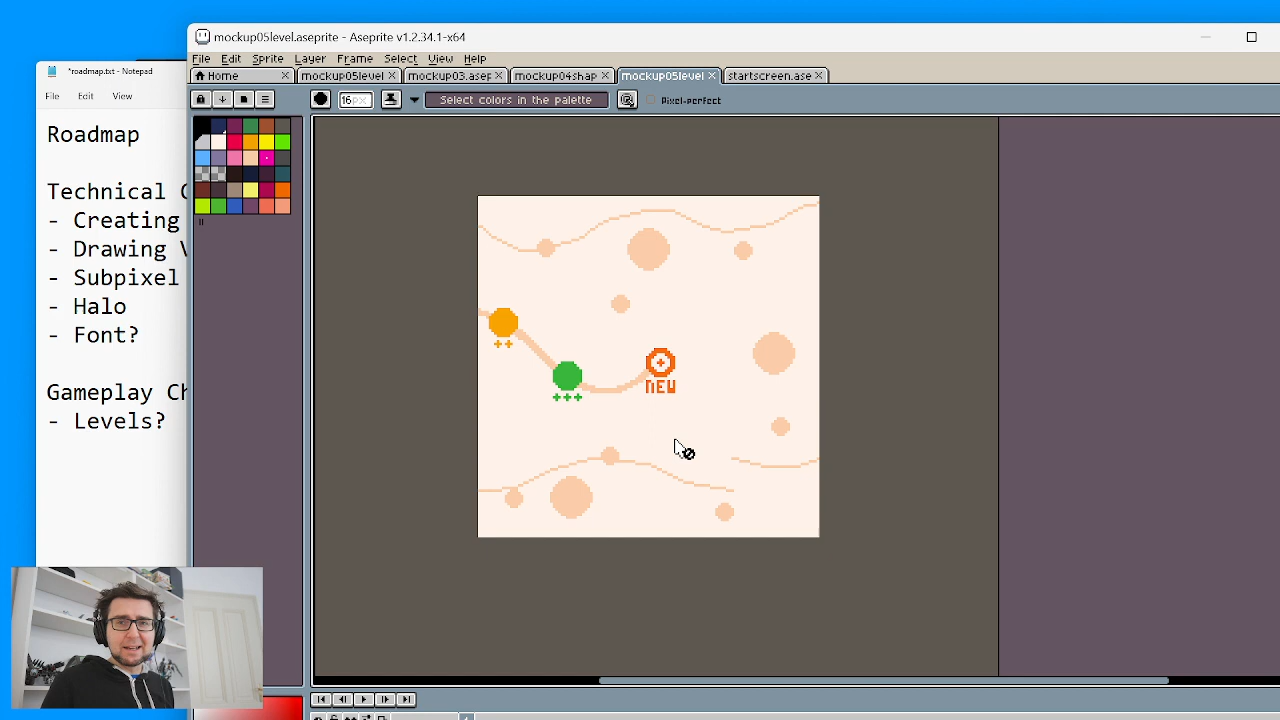 mockup05level.aseprite - Aseprite v1.2.34.1-x64
*roadmap.txt - Notepad
File Edit Sprite Layer Frame Select View Help
Home mockup05level mockup03.asep mockup04shap mockup05level startscreen.ase
File Edit View
16px Select colors in the palette Pixel-perfect
Roadmap
Technical C
- Creating
- Drawing V
- Subpixel
- Halo
- Font?
Gameplay Ch
- Levels?
++
+++
+
NEW